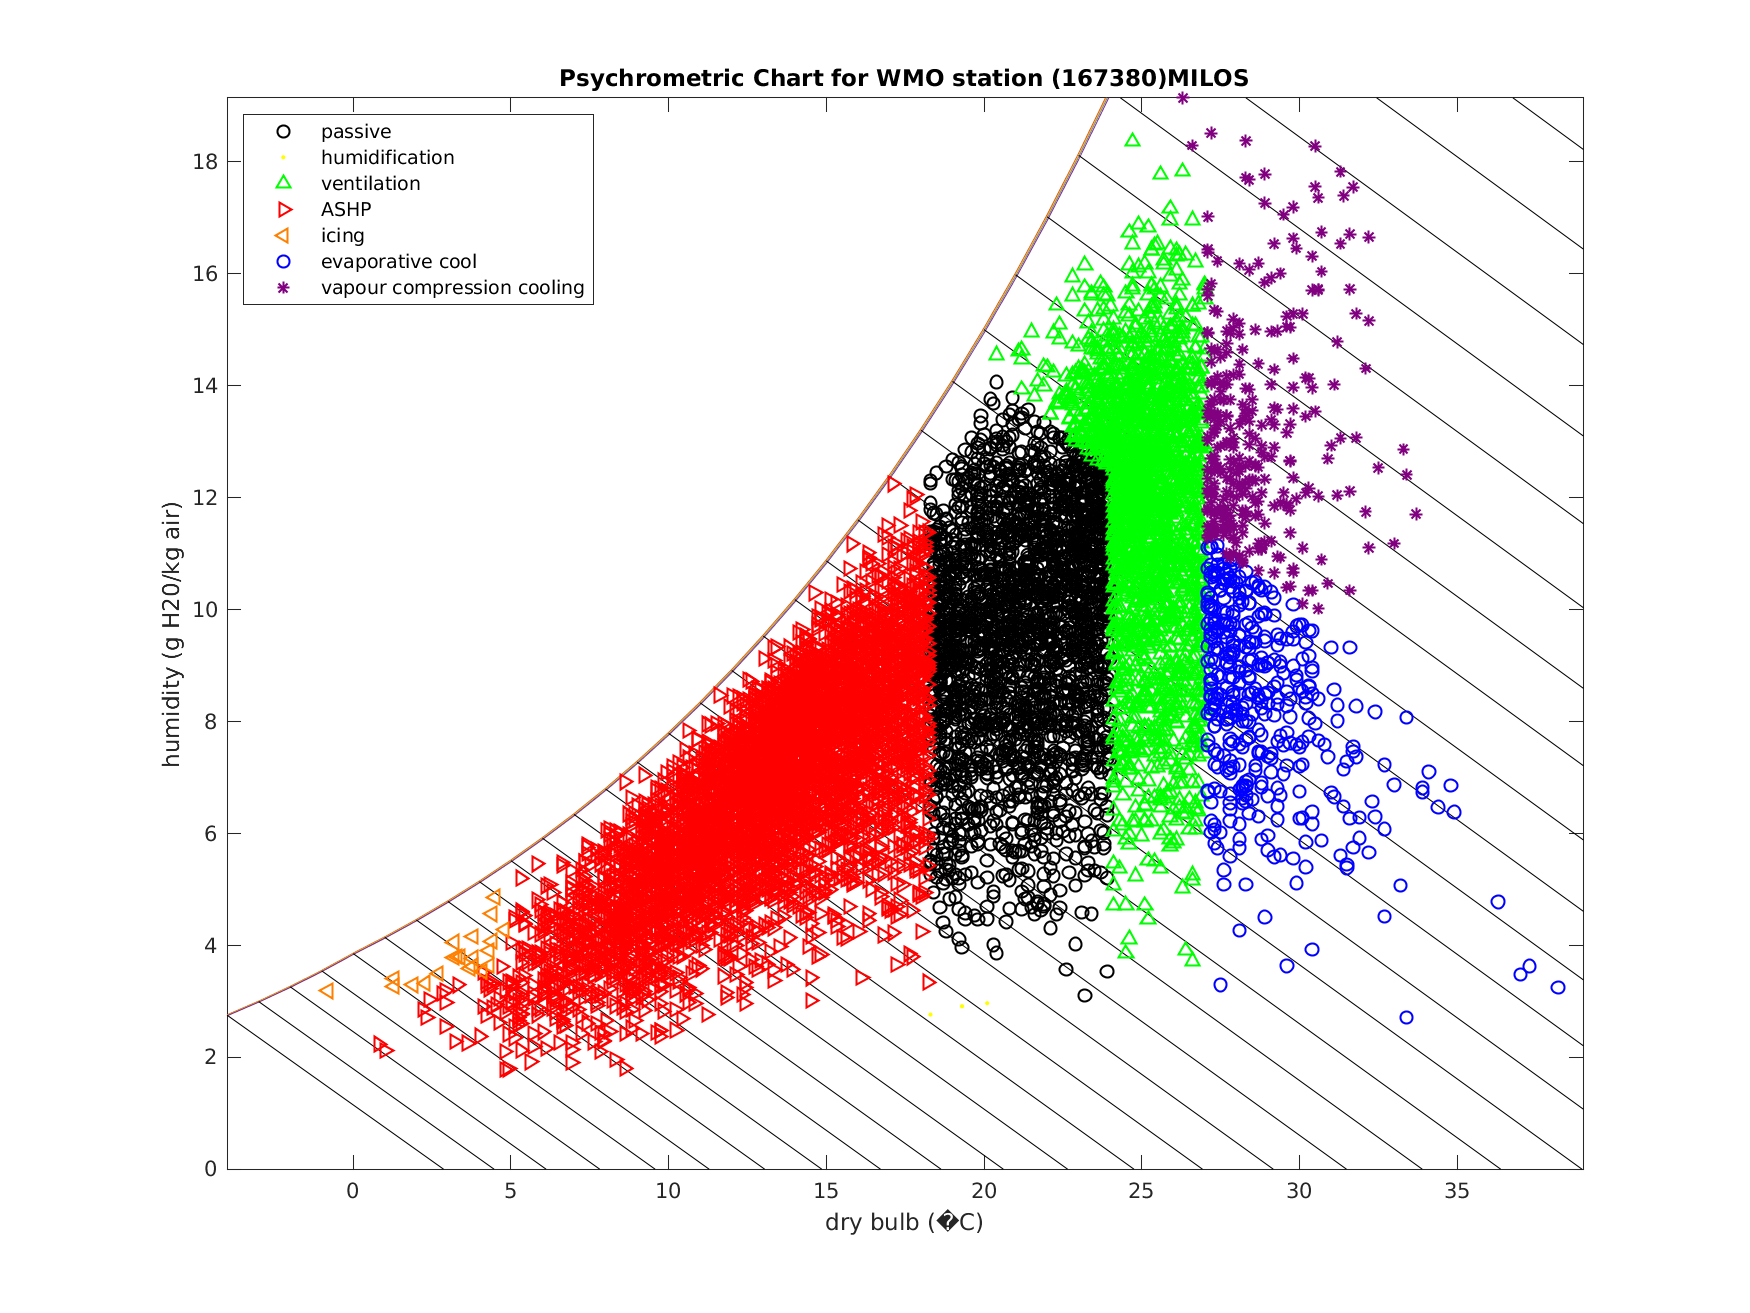 Psychrometric Chart for WMO station (167380)MILOS
passive
humidification
ventilation
ASHP
icing
evaporative cool
vapour compression cooling
18
16
14
12
10
8
6
4
2
0
humidity (g H20/kg air)
0 5 10 15 20 25 30 35
dry bulb (�C)